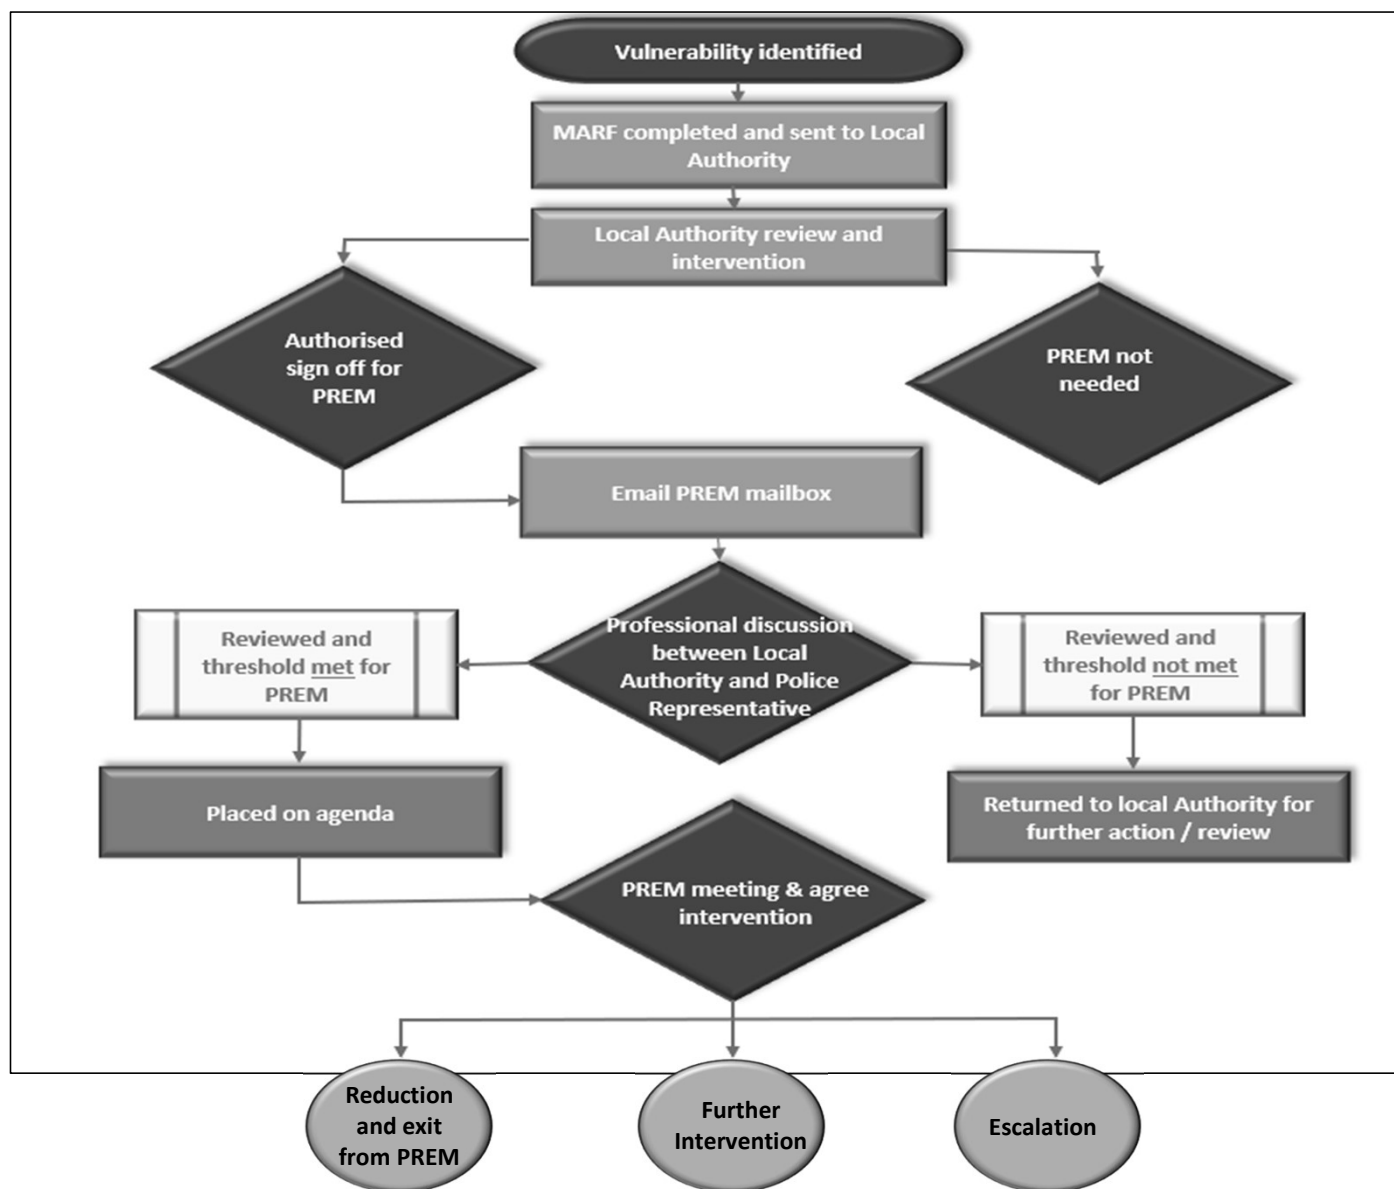 Vulnerability identified
MARF completed and sent to Local
Authority
Local Authority review and
intervention
Authorised
sign off for
PREM
PREM not
needed
Email PREM mailbox
Professional discussion
between Local
Authority and Police
Representative
Reviewed and
threshold met for
PREM
Reviewed and
threshold not met
for PREM
Placed on agenda
Returned to local Authority for
further action / review
PREM meeting & agree
intervention
Reduction
and exit
from PREM
Further
Intervention
Escalation